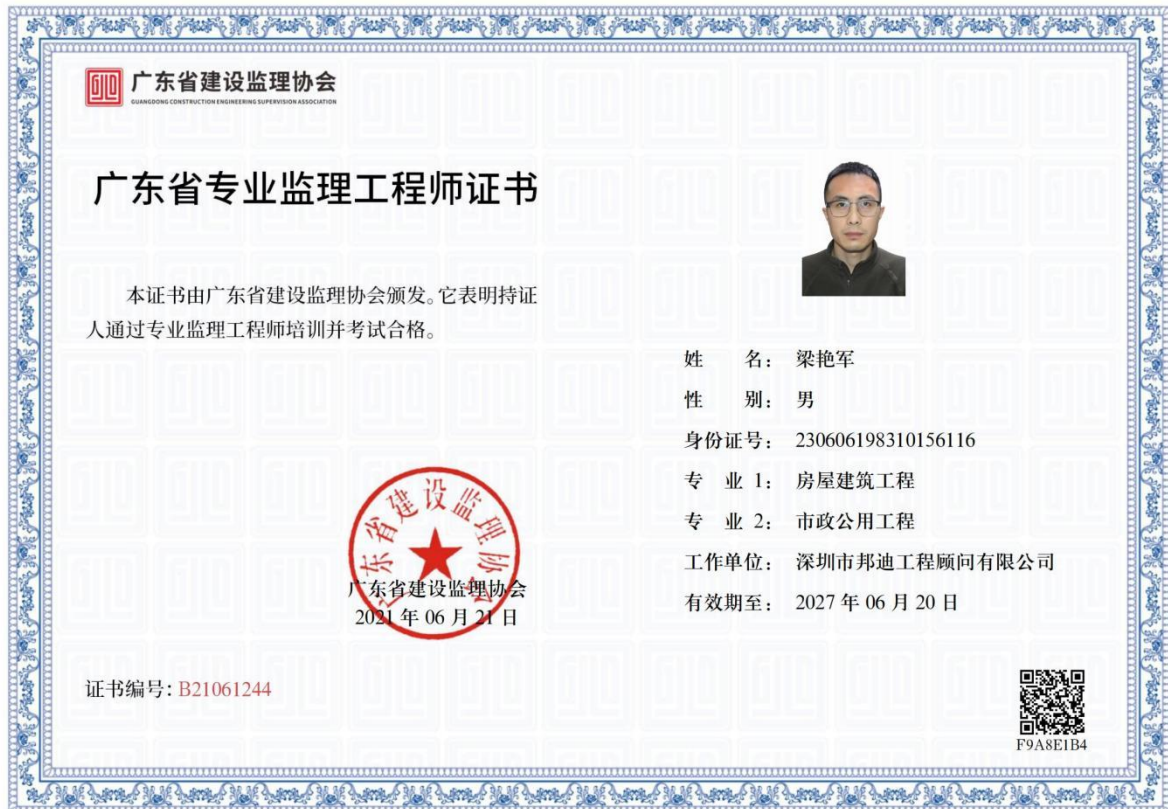 广东省建设监理协会
GUANGDONG CONSTRUCTION ENGINEERING SUPERVISION ASSOCIATION
广东省专业监理工程师证书
本证书由广东省建设监理协会颁发。它表明持证
人通过专业监理工程师培训并考试合格。
姓 名： 梁艳军
性 别： 男
身份证号： 230606198310156116
专 业 1： 房屋建筑工程
专 业 2： 市政公用工程
工作单位： 深圳市邦迪工程顾问有限公司
有效期至： 2027 年 06 月 20 日
广东省建设监理协会
广东省建设监理协会
2021 年 06 月 21 日
证书编号: B21061244
F9A8E1B4